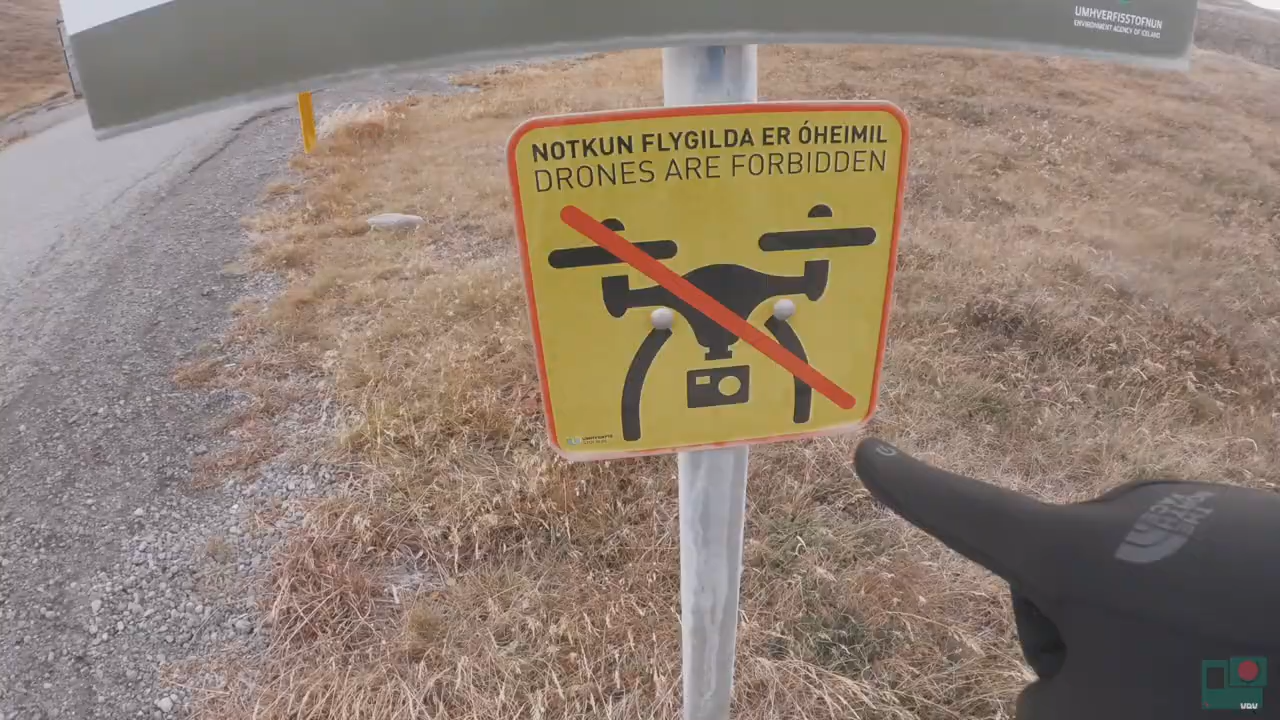 UMHVERFISSTOFNUN
ENVIRONMENT AGENCY OF ICELAND
NOTKUN FLYGILDA ER ÓHEIMIL
DRONES ARE FORBIDDEN